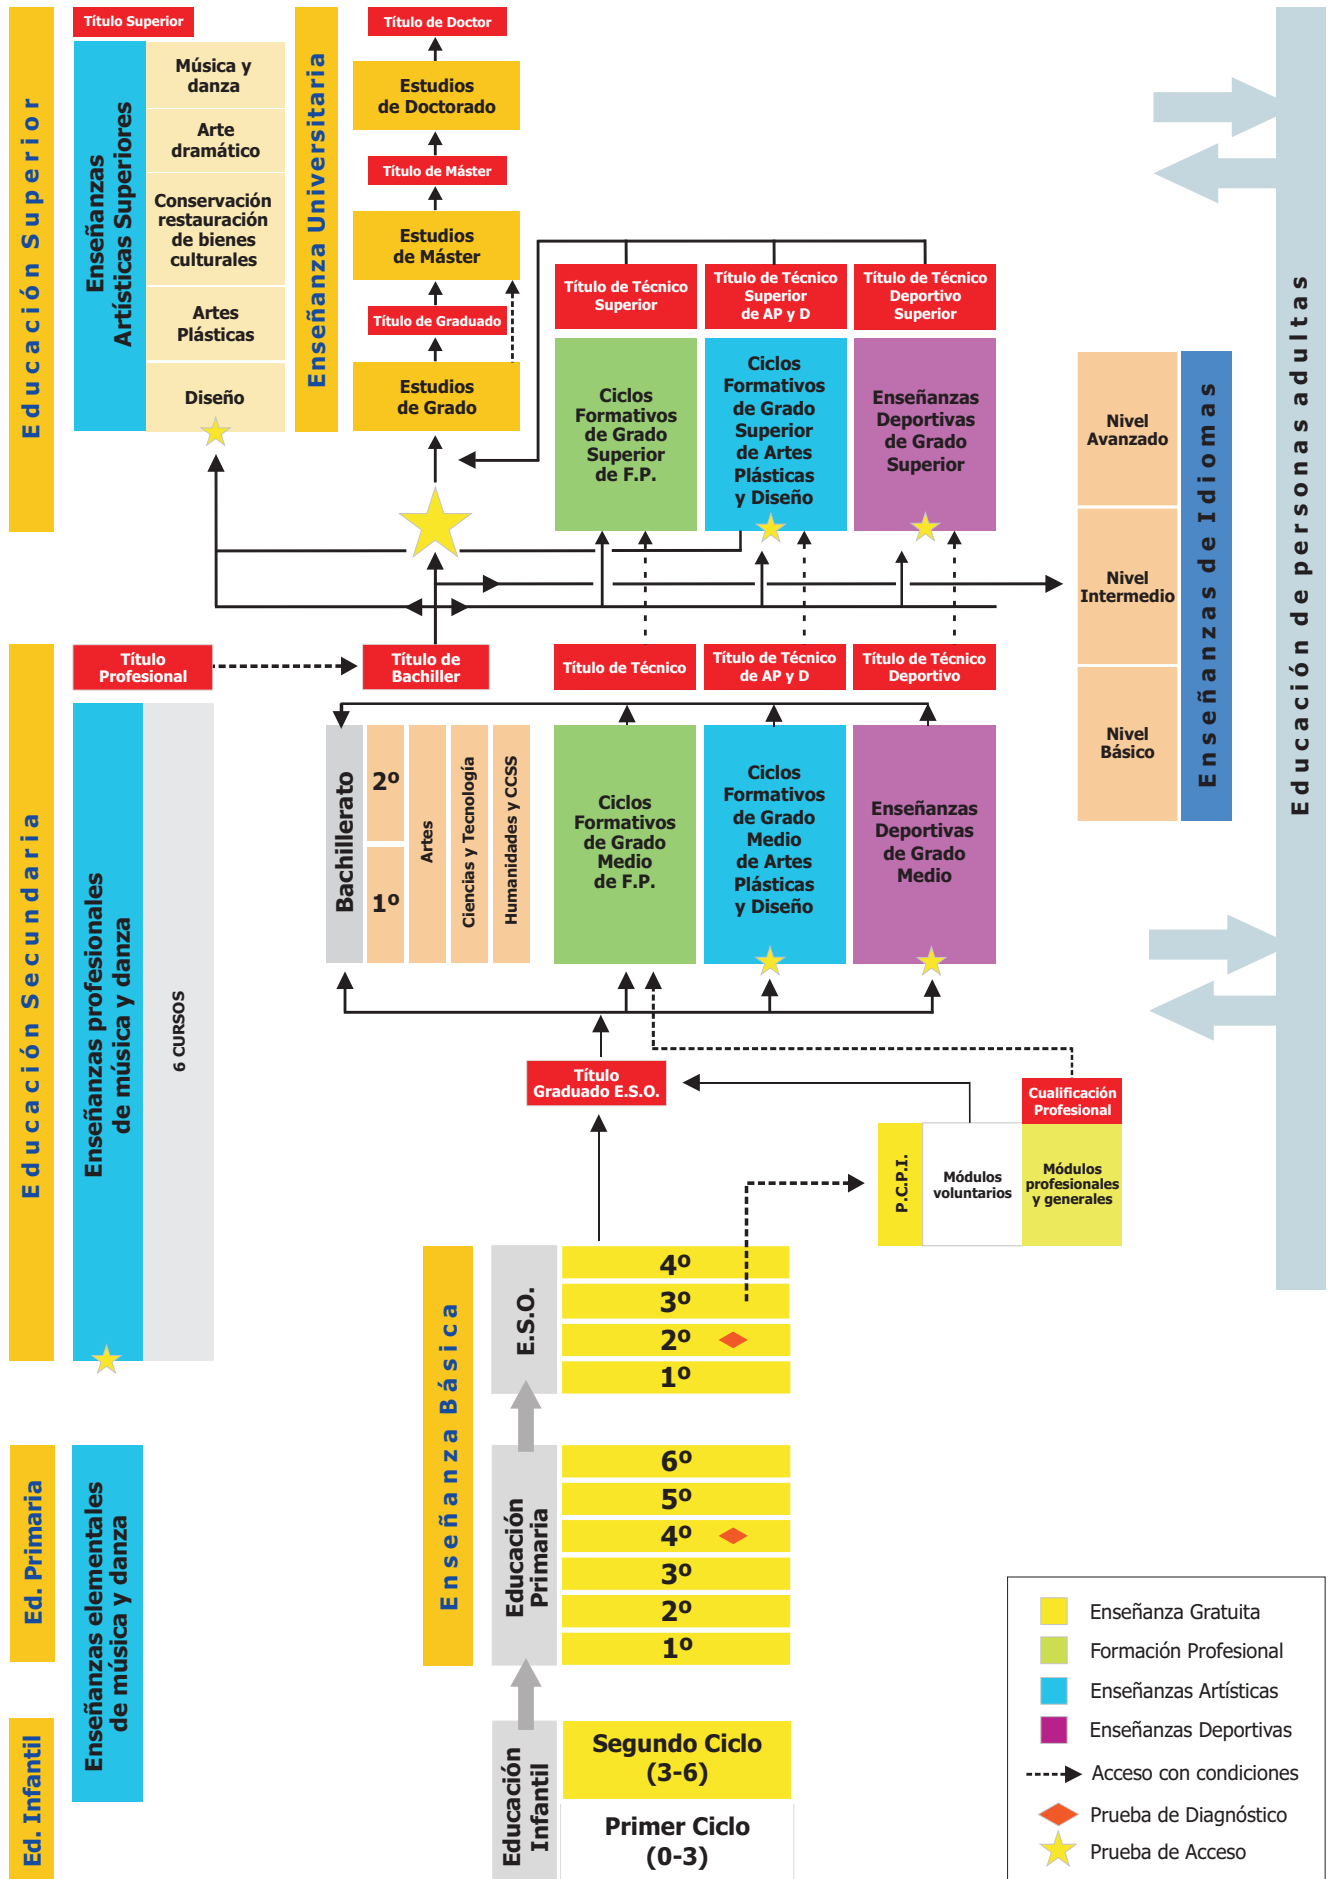 Educación Superior
Título Superior
Enseñanzas
Artísticas Superiores
Música y
danza
Arte
dramático
Conservación
restauración
de bienes
culturales
Artes
Plásticas
Diseño
Enseñanza Universitaria
Título de Doctor
Estudios
de Doctorado
Título de Máster
Estudios
de Máster
Título de Graduado
Estudios
de Grado
Título de Técnico
Superior
Título de Técnico
Superior
de AP y D
Título de Técnico
Deportivo
Superior
Ciclos
Formativos
de Grado
Superior
de F.P.
Ciclos
Formativos
de Grado
Superior
de Artes
Plásticas
y Diseño
Enseñanzas
Deportivas
de Grado
Superior
Nivel
Avanzado
Nivel
Intermedio
Nivel
Básico
Enseñanzas de Idiomas
Educación de personas adultas
Educación Secundaria
Título
Profesional
Título de
Bachiller
Título de Técnico
Título de Técnico
de AP y D
Título de Técnico
Deportivo
Enseñanzas profesionales
de música y danza
6 CURSOS
Bachillerato
2º
1º
Artes
Ciencias y Tecnología
Humanidades y CCSS
Ciclos
Formativos
de Grado
Medio
de F.P.
Ciclos
Formativos
de Grado
Medio
de Artes
Plásticas
y Diseño
Enseñanzas
Deportivas
de Grado
Medio
Título
Graduado E.S.O.
Cualificación
Profesional
P.C.P.I.
Módulos
voluntarios
Módulos
profesionales
y generales
Enseñanza Básica
E.S.O.
4º
3º
2º
1º
Ed. Primaria
Enseñanzas elementales
de música y danza
Educación
Primaria
6º
5º
4º
3º
2º
1º
Ed. Infantil
Educación
Infantil
Segundo Ciclo
(3-6)
Primer Ciclo
(0-3)
Enseñanza Gratuita
Formación Profesional
Enseñanzas Artísticas
Enseñanzas Deportivas
Acceso con condiciones
Prueba de Diagnóstico
Prueba de Acceso